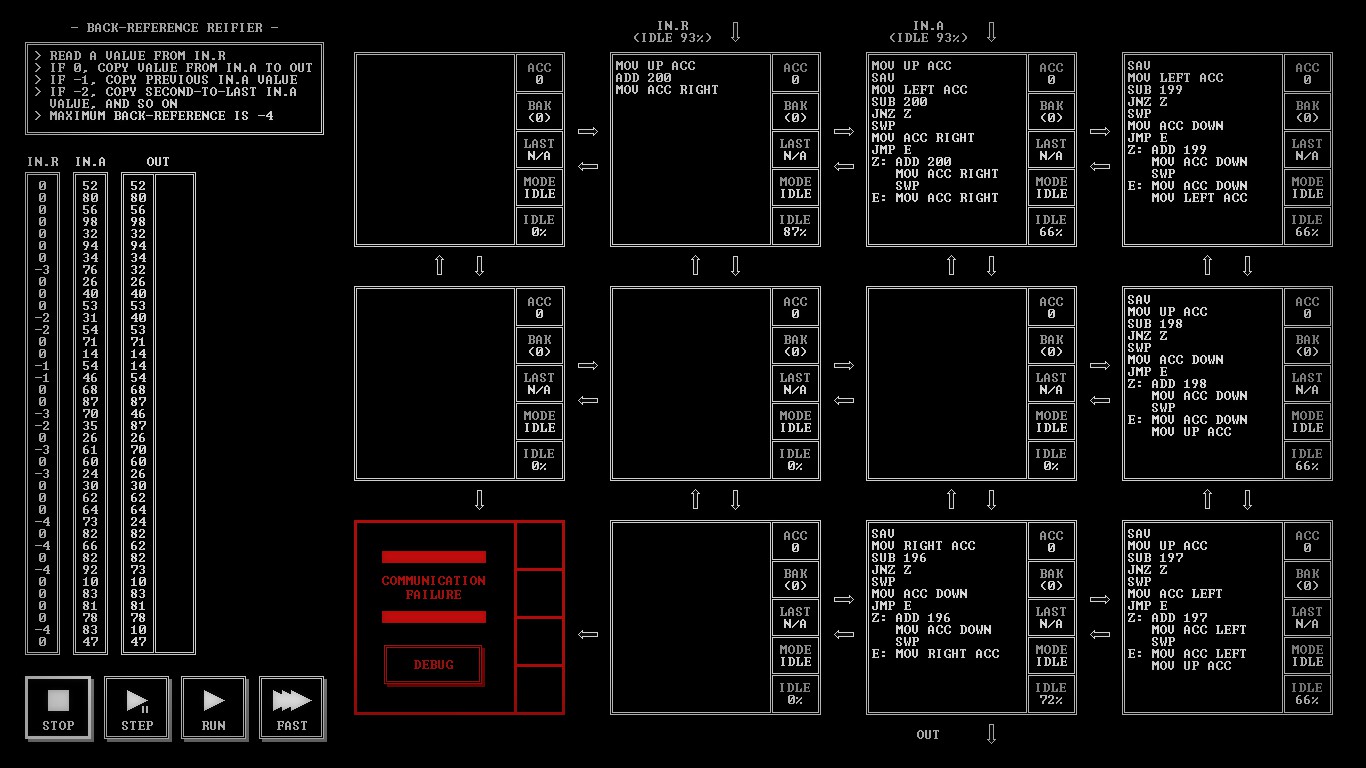 - BACK-REFERENCE REIFIER -
> READ A VALUE FROM IN.R
> IF 0, COPY VALUE FROM IN.A TO OUT
> IF -1, COPY PREVIOUS IN.A VALUE
> IF -2, COPY SECOND-TO-LAST IN.A
VALUE, AND SO ON
> MAXIMUM BACK-REFERENCE IS -4
IN.R IN.A OUT
0 52 52
0 80 80
0 56 56
0 98 98
0 32 32
0 94 94
0 34 34
-3 76 32
0 26 26
0 40 40
0 53 53
-2 31 40
-2 54 53
0 71 71
0 14 14
-1 54 14
-1 46 54
0 68 68
0 87 87
-3 70 46
-2 35 87
0 26 26
-3 61 70
0 60 60
-3 24 26
0 30 30
0 62 62
0 64 64
-4 73 24
0 82 82
-4 66 62
0 82 82
-4 92 73
0 10 10
0 83 83
0 81 81
0 78 78
-4 83 10
0 47 47
STOP
STEP
RUN
FAST
IN.R
(IDLE 93%)
IN.A
(IDLE 93%)
ACC
0
BAK
(0)
LAST
N/A
MODE
IDLE
IDLE
0%
MOV UP ACC
ADD 200
MOV ACC RIGHT
ACC
0
BAK
(0)
LAST
N/A
MODE
IDLE
IDLE
87%
MOV UP ACC
SAV
MOV LEFT ACC
SUB 200
JNZ Z
SWP
MOV ACC RIGHT
JMP E
Z: ADD 200
MOV ACC RIGHT
SWP
E: MOV ACC RIGHT
ACC
0
BAK
(0)
LAST
N/A
MODE
IDLE
IDLE
66%
SAV
MOV LEFT ACC
SUB 199
JNZ Z
SWP
MOV ACC DOWN
JMP E
Z: ADD 199
MOV ACC DOWN
SWP
E: MOV ACC DOWN
MOV LEFT ACC
ACC
0
BAK
(0)
LAST
N/A
MODE
IDLE
IDLE
66%
ACC
0
BAK
(0)
LAST
N/A
MODE
IDLE
IDLE
0%
ACC
0
BAK
(0)
LAST
N/A
MODE
IDLE
IDLE
0%
ACC
0
BAK
(0)
LAST
N/A
MODE
IDLE
IDLE
0%
SAV
MOV UP ACC
SUB 198
JNZ Z
SWP
MOV ACC DOWN
JMP E
Z: ADD 198
MOV ACC DOWN
SWP
E: MOV ACC DOWN
MOV UP ACC
ACC
0
BAK
(0)
LAST
N/A
MODE
IDLE
IDLE
66%
COMMUNICATION
FAILURE
DEBUG
ACC
0
BAK
(0)
LAST
N/A
MODE
IDLE
IDLE
0%
SAV
MOV RIGHT ACC
SUB 196
JNZ Z
SWP
MOV ACC DOWN
JMP E
Z: ADD 196
MOV ACC DOWN
SWP
E: MOV RIGHT ACC
ACC
0
BAK
(0)
LAST
N/A
MODE
IDLE
IDLE
72%
SAV
MOV UP ACC
SUB 197
JNZ Z
SWP
MOV ACC LEFT
JMP E
Z: ADD 197
MOV ACC LEFT
SWP
E: MOV ACC LEFT
MOV UP ACC
ACC
0
BAK
(0)
LAST
N/A
MODE
IDLE
IDLE
66%
OUT